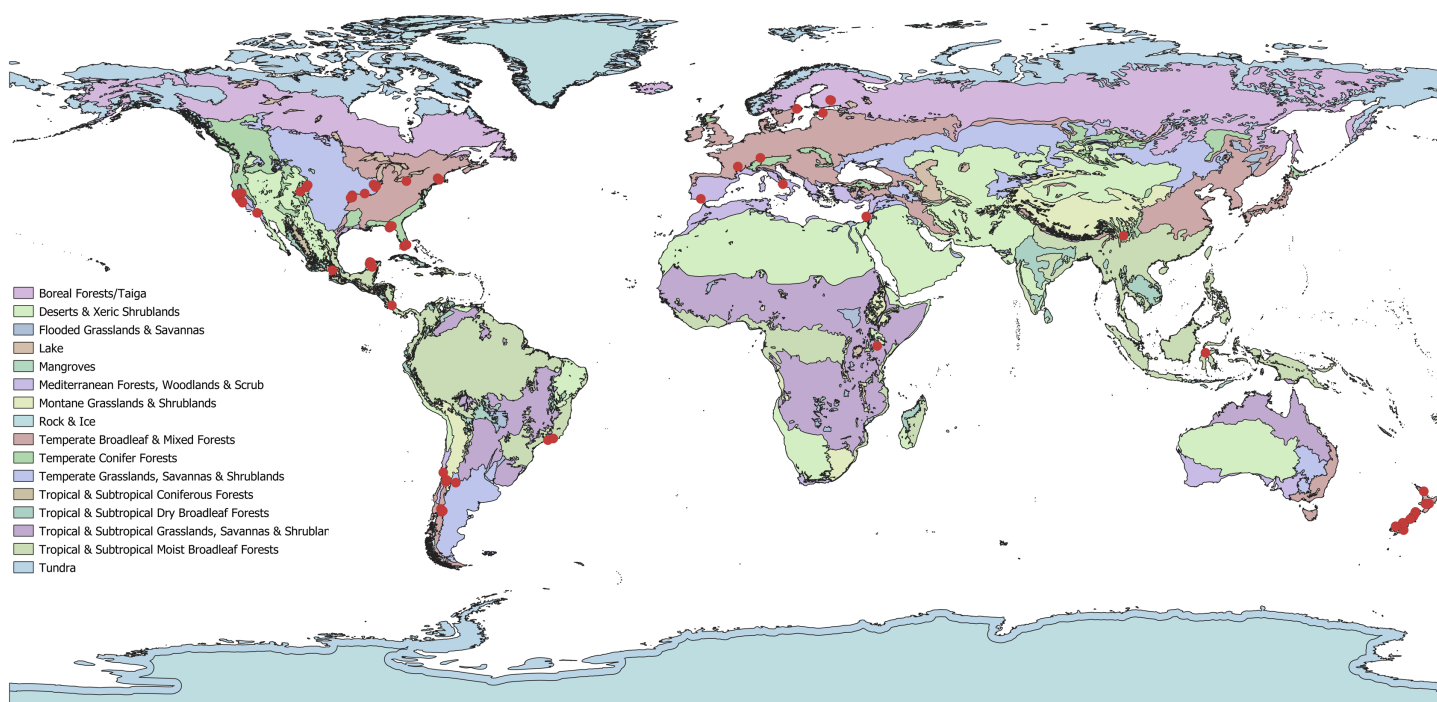 Boreal Forests/Taiga
Deserts & Xeric Shrublands
Flooded Grasslands & Savannas
Lake
Mangroves
Mediterranean Forests, Woodlands & Scrub
Montane Grasslands & Shrublands
Rock & Ice
Temperate Broadleaf & Mixed Forests
Temperate Conifer Forests
Temperate Grasslands, Savannas & Shrublands
Tropical & Subtropical Coniferous Forests
Tropical & Subtropical Dry Broadleaf Forests
Tropical & Subtropical Grasslands, Savannas & Shrublan
Tropical & Subtropical Moist Broadleaf Forests
Tundra